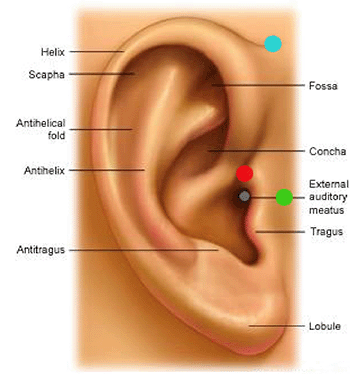 Helix
Scapha
Fossa
Antihelical
fold
Concha
Antihelix
External
auditory
meatus
Tragus
Antitragus
Lobule